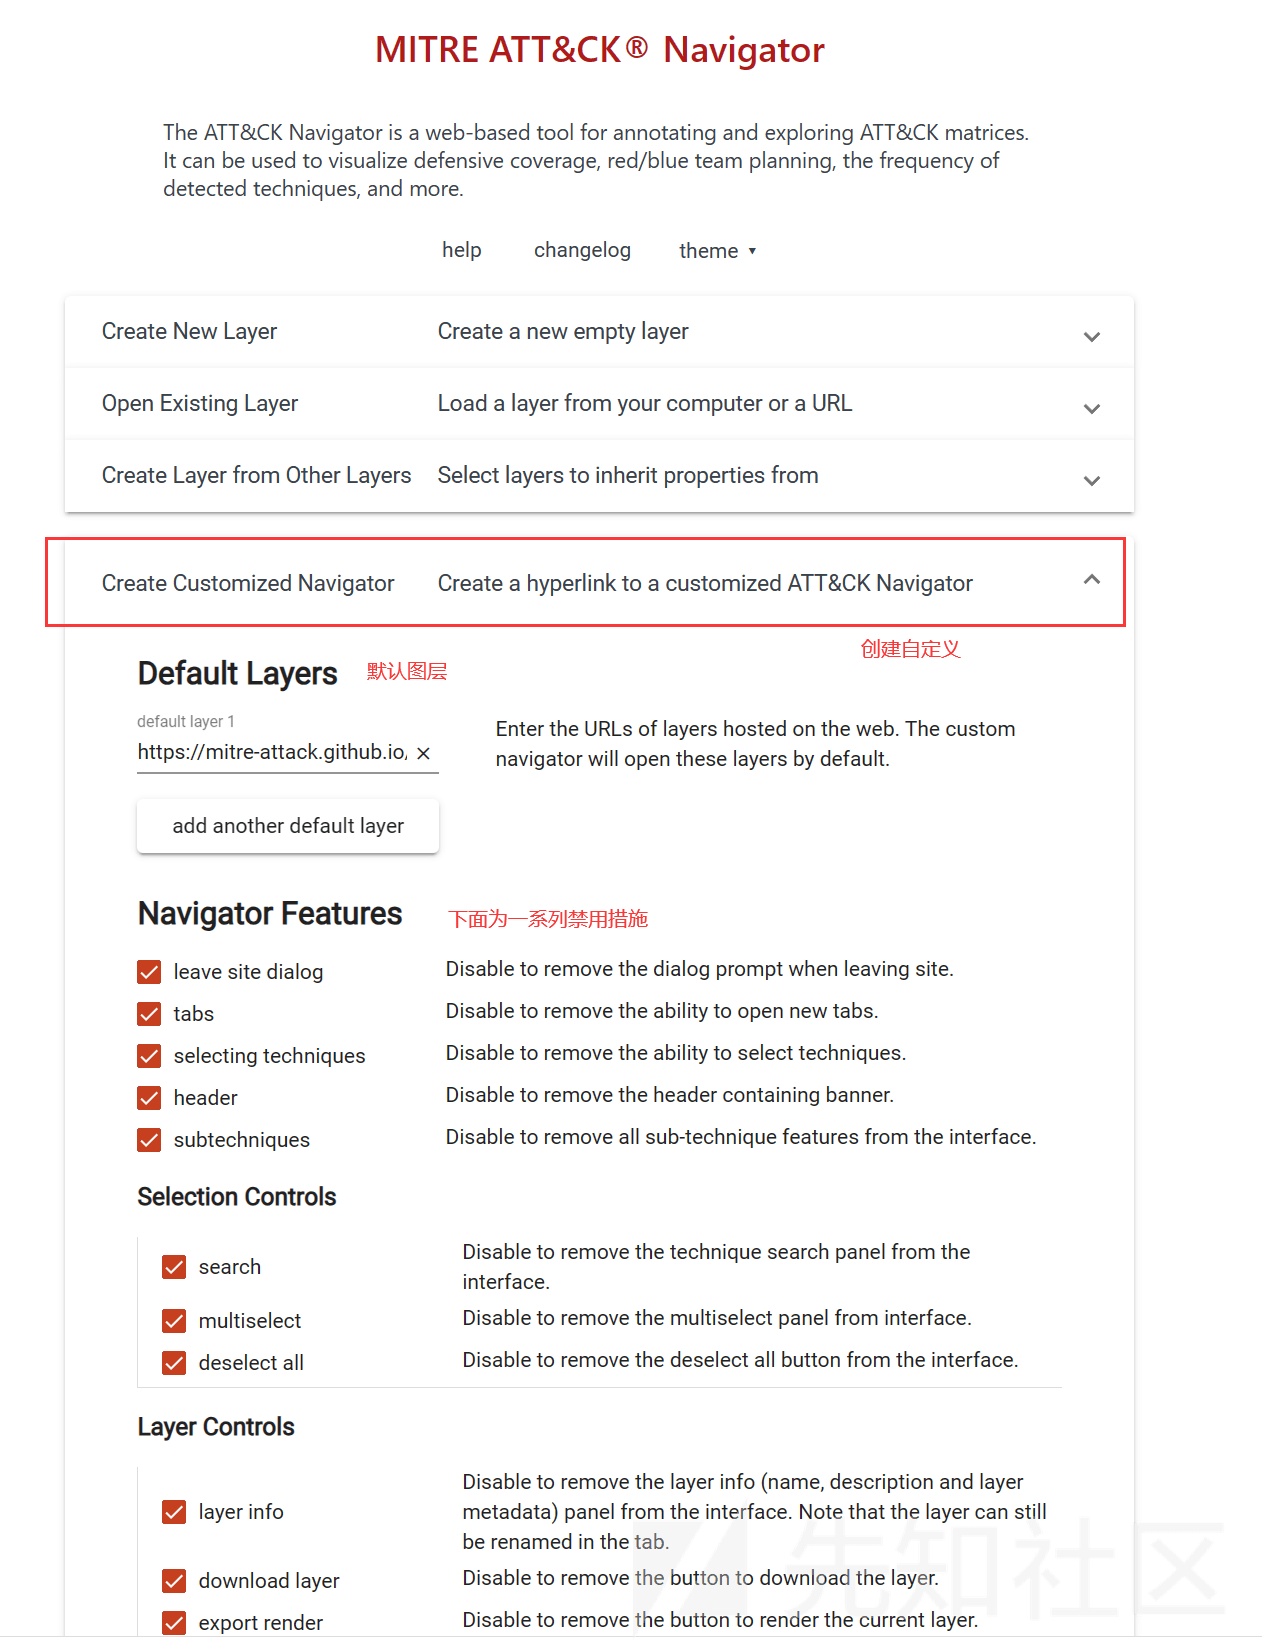 MITRE ATT&CK® Navigator
The ATT&CK Navigator is a web-based tool for annotating and exploring ATT&CK matrices.
It can be used to visualize defensive coverage, red/blue team planning, the frequency of
detected techniques, and more.
help changelog theme ▾
Create New Layer Create a new empty layer
Open Existing Layer Load a layer from your computer or a URL
Create Layer from Other Layers Select layers to inherit properties from
Create Customized Navigator Create a hyperlink to a customized ATT&CK Navigator
创建自定义
Default Layers 默认图层
default layer 1
https://mitre-attack.github.io/
Enter the URLs of layers hosted on the web. The custom
navigator will open these layers by default.
add another default layer
Navigator Features 下面为一系列禁用措施
leave site dialog Disable to remove the dialog prompt when leaving site.
tabs Disable to remove the ability to open new tabs.
selecting techniques Disable to remove the ability to select techniques.
header Disable to remove the header containing banner.
subtechniques Disable to remove all sub-technique features from the interface.
Selection Controls
search Disable to remove the technique search panel from the
interface.
multiselect Disable to remove the multiselect panel from interface.
deselect all Disable to remove the deselect all button from the interface.
Layer Controls
layer info Disable to remove the layer info (name, description and layer
metadata) panel from the interface. Note that the layer can still
be renamed in the tab.
download layer Disable to remove the button to download the layer.
export render Disable to remove the button to render the current layer.
先知社区